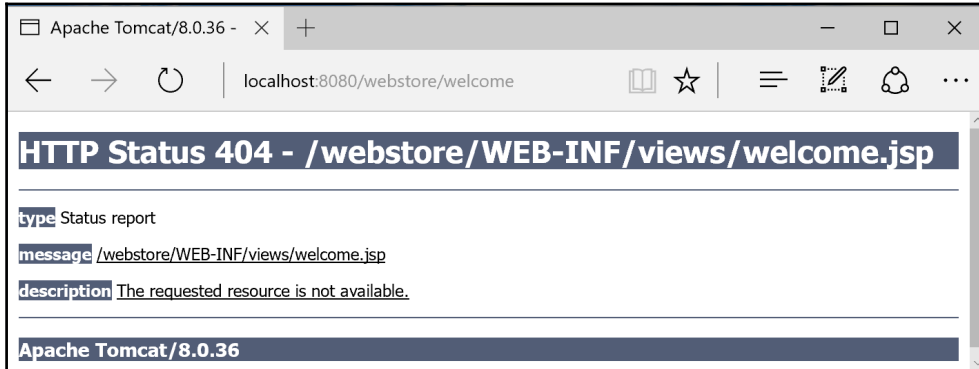 Apache Tomcat/8.0.36 -
localhost:8080/webstore/welcome
HTTP Status 404 - /webstore/WEB-INF/views/welcome.jsp
type Status report
message /webstore/WEB-INF/views/welcome.jsp
description The requested resource is not available.
Apache Tomcat/8.0.36